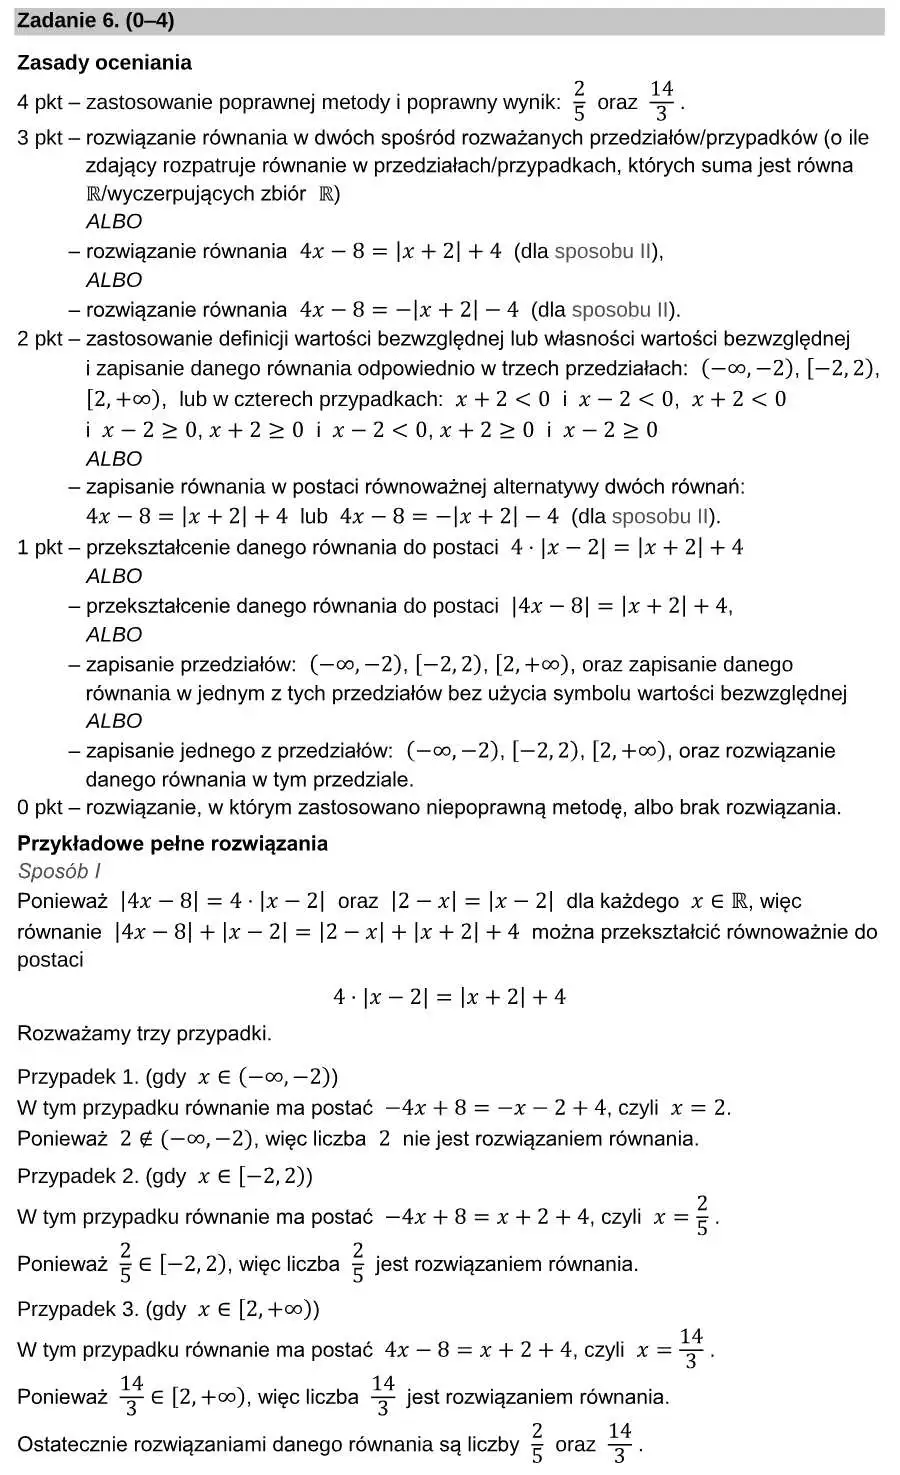 Zadanie 6. (0–4)
Zasady oceniania
4 pkt – zastosowanie poprawnej metody i poprawny wynik: 2/5 oraz 14/3 .
3 pkt – rozwiązanie równania w dwóch spośród rozważanych przedziałów/przypadków (o ile
zdający rozpatruje równanie w przedziałach/przypadkach, których suma jest równa
ℝ/wyczerpujących zbiór ℝ)
ALBO
– rozwiązanie równania 4x − 8 = |x + 2| + 4 (dla sposobu II),
ALBO
– rozwiązanie równania 4x − 8 = −|x + 2| − 4 (dla sposobu II).
2 pkt – zastosowanie definicji wartości bezwzględnej lub własności wartości bezwzględnej
i zapisanie danego równania odpowiednio w trzech przedziałach: (−∞, −2), [−2, 2),
[2, +∞), lub w czterech przypadkach: x + 2 < 0 i x − 2 < 0, x + 2 < 0
i x − 2 ≥ 0, x + 2 ≥ 0 i x − 2 < 0, x + 2 ≥ 0 i x − 2 ≥ 0
ALBO
– zapisanie równania w postaci równoważnej alternatywy dwóch równań:
4x − 8 = |x + 2| + 4 lub 4x − 8 = −|x + 2| − 4 (dla sposobu II).
1 pkt – przekształcenie danego równania do postaci 4 · |x − 2| = |x + 2| + 4
ALBO
– przekształcenie danego równania do postaci |4x − 8| = |x + 2| + 4,
ALBO
– zapisanie przedziałów: (−∞, −2), [−2, 2), [2, +∞), oraz zapisanie danego
równania w jednym z tych przedziałów bez użycia symbolu wartości bezwzględnej
ALBO
– zapisanie jednego z przedziałów: (−∞, −2), [−2, 2), [2, +∞), oraz rozwiązanie
danego równania w tym przedziale.
0 pkt – rozwiązanie, w którym zastosowano niepoprawną metodę, albo brak rozwiązania.
Przykładowe pełne rozwiązania
Sposób I
Ponieważ |4x − 8| = 4 · |x − 2| oraz |2 − x| = |x − 2| dla każdego x ∈ ℝ, więc
równanie |4x − 8| + |x − 2| = |2 − x| + |x + 2| + 4 można przekształcić równoważnie do
postaci
4 · |x − 2| = |x + 2| + 4
Rozważamy trzy przypadki.
Przypadek 1. (gdy x ∈ (−∞, −2))
W tym przypadku równanie ma postać −4x + 8 = −x − 2 + 4, czyli x = 2.
Ponieważ 2 ∉ (−∞, −2), więc liczba 2 nie jest rozwiązaniem równania.
Przypadek 2. (gdy x ∈ [−2, 2))
W tym przypadku równanie ma postać −4x + 8 = x + 2 + 4, czyli x = 2/5 .
Ponieważ 2/5 ∈ [−2, 2), więc liczba 2/5 jest rozwiązaniem równania.
Przypadek 3. (gdy x ∈ [2, +∞))
W tym przypadku równanie ma postać 4x − 8 = x + 2 + 4, czyli x = 14/3 .
Ponieważ 14/3 ∈ [2, +∞), więc liczba 14/3 jest rozwiązaniem równania.
Ostatecznie rozwiązaniami danego równania są liczby 2/5 oraz 14/3 .